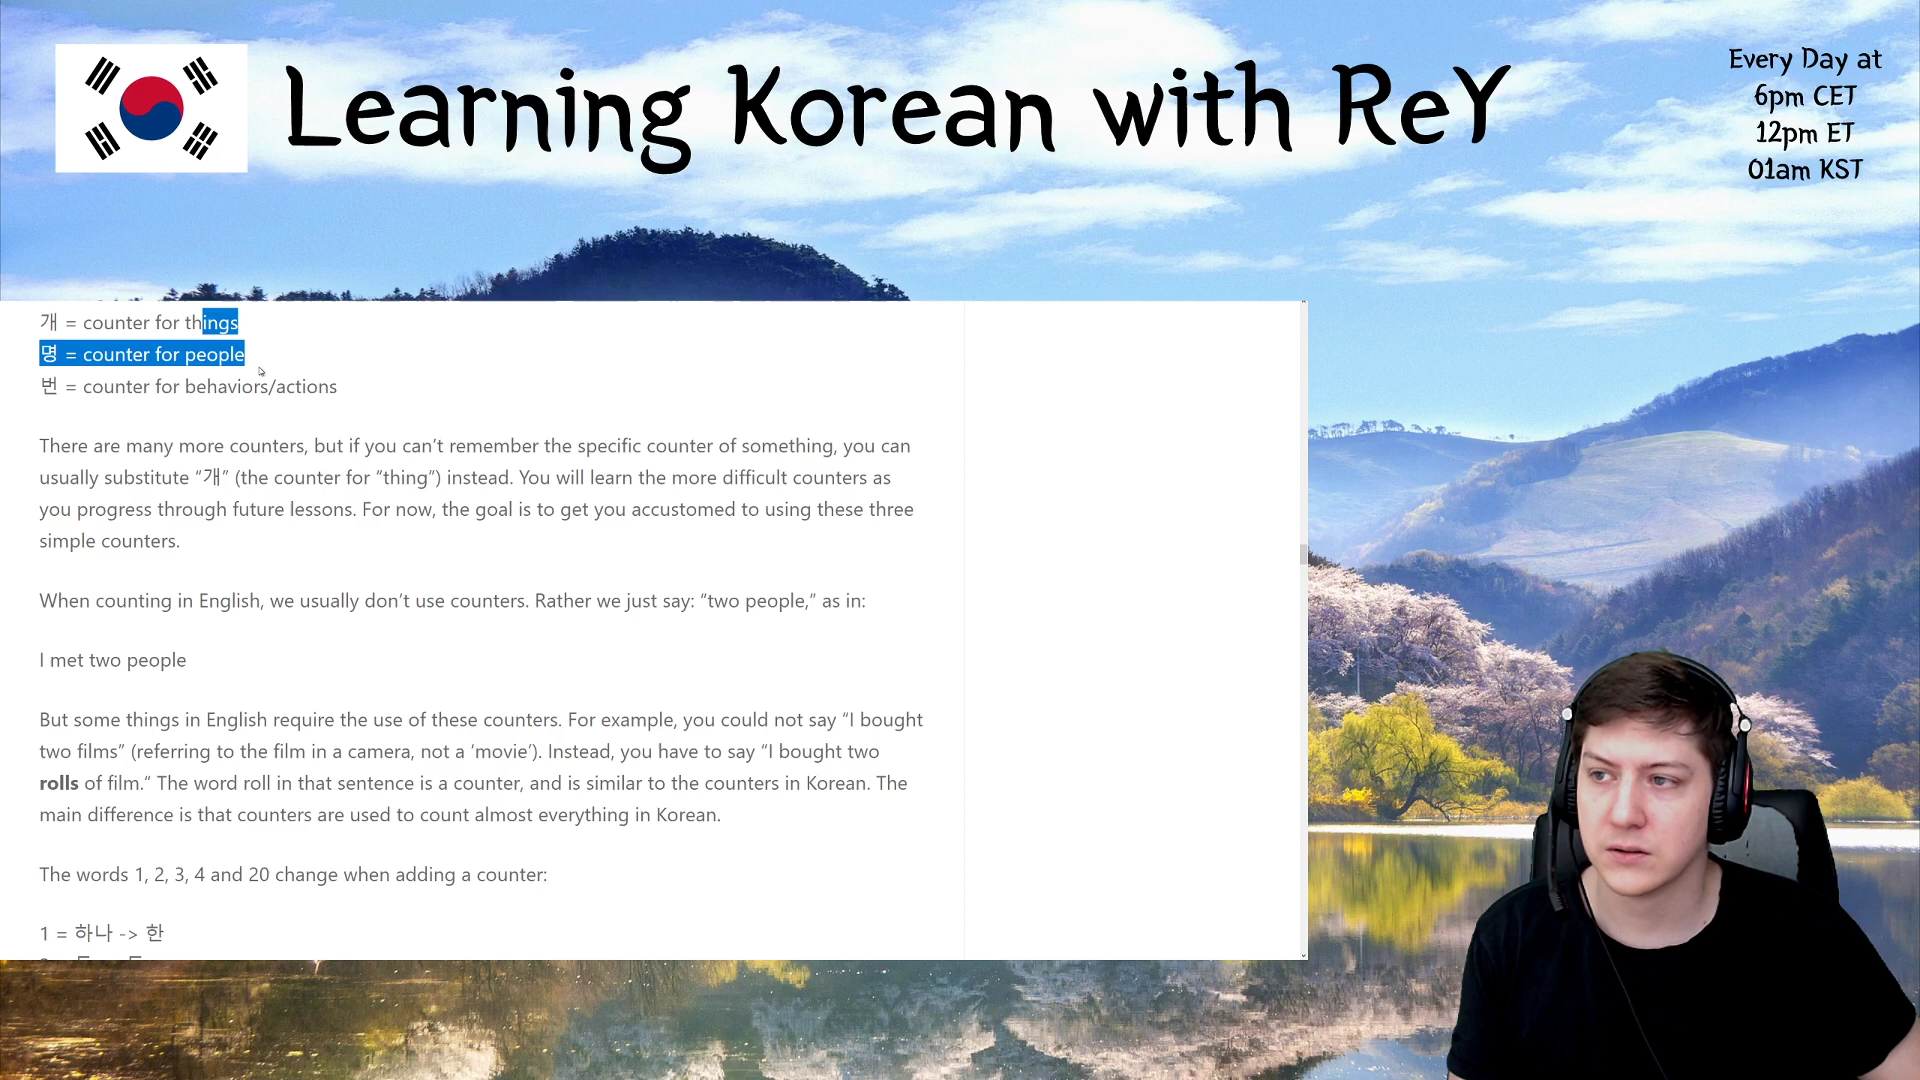 Learning Korean with ReY
Every Day at
6pm CET
12pm ET
01am KST
개 = counter for things
명 = counter for people
번 = counter for behaviors/actions
There are many more counters, but if you can’t remember the specific counter of something, you can
usually substitute “개” (the counter for “thing”) instead. You will learn the more difficult counters as
you progress through future lessons. For now, the goal is to get you accustomed to using these three
simple counters.
When counting in English, we usually don’t use counters. Rather we just say: “two people,” as in:
I met two people
But some things in English require the use of these counters. For example, you could not say “I bought
two films” (referring to the film in a camera, not a ‘movie’). Instead, you have to say “I bought two
rolls of film.“ The word roll in that sentence is a counter, and is similar to the counters in Korean. The
main difference is that counters are used to count almost everything in Korean.
The words 1, 2, 3, 4 and 20 change when adding a counter:
1 = 하나 -> 한